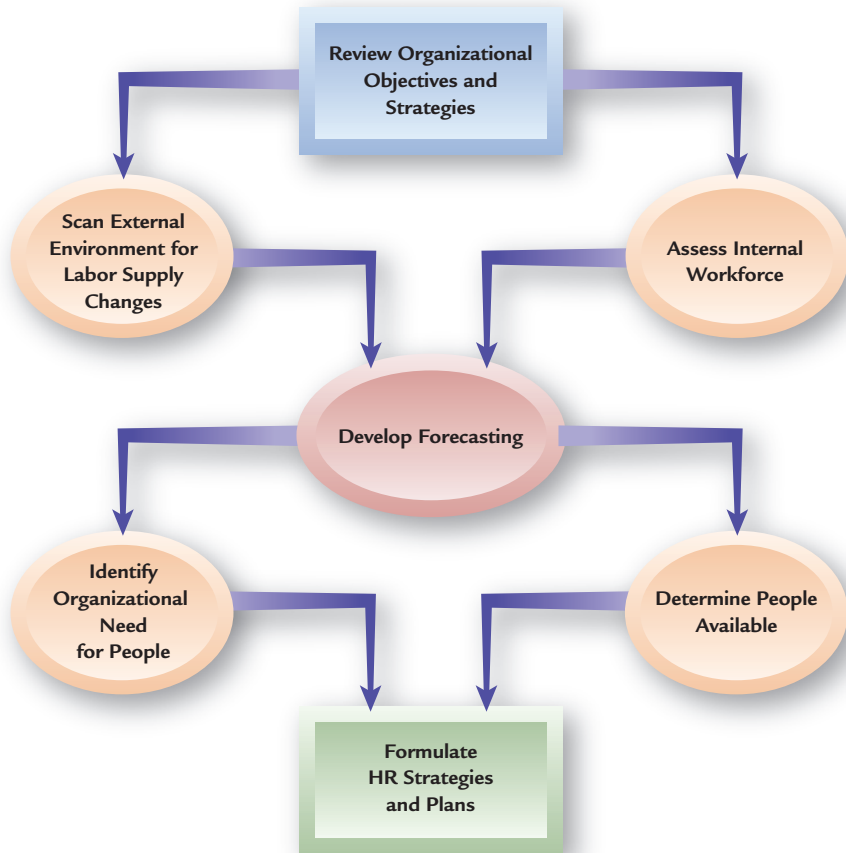 Review Organizational
Objectives and
Strategies
Scan External
Environment for
Labor Supply
Changes
Assess Internal
Workforce
Develop Forecasting
Identify
Organizational
Need
for People
Determine People
Available
Formulate
HR Strategies
and Plans